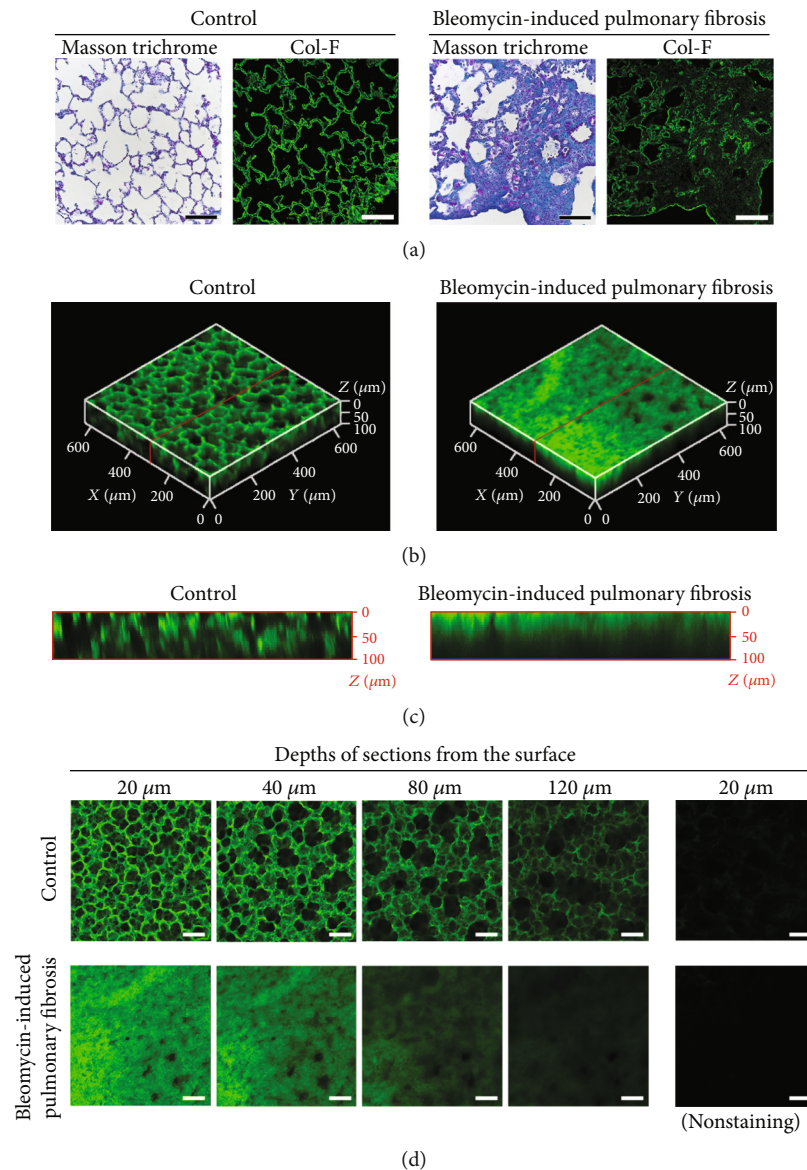 Control
Bleomycin-induced pulmonary fibrosis
Masson trichrome
Col-F
Masson trichrome
Col-F
(a)
Control
Bleomycin-induced pulmonary fibrosis
Z (μm)
0
50
100
600
400
200
0
X (μm)
0
200
400
600
Y (μm)
Z (μm)
0
50
100
600
400
200
0
X (μm)
0
200
400
600
Y (μm)
(b)
Control
Bleomycin-induced pulmonary fibrosis
0
50
100
Z (μm)
0
50
100
Z (μm)
(c)
Depths of sections from the surface
20 μm
40 μm
80 μm
120 μm
20 μm
Control
Bleomycin-induced
pulmonary fibrosis
(Nonstaining)
(d)